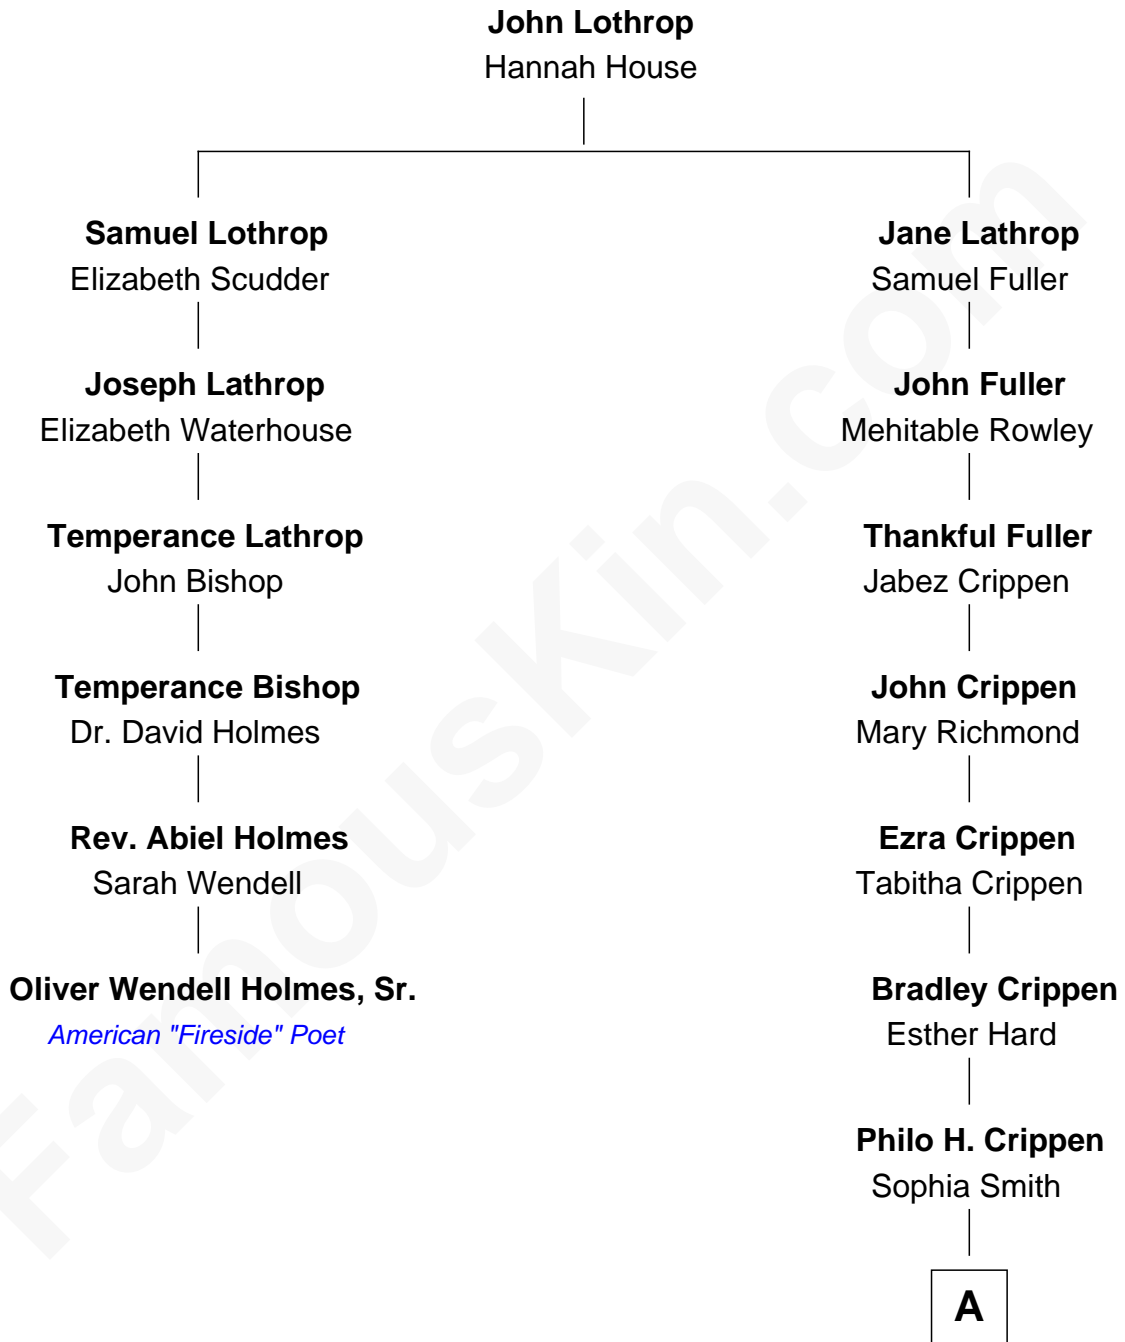 John Lothrop
Hannah House
Samuel Lothrop
Elizabeth Scudder
Jane Lathrop
Samuel Fuller
Joseph Lathrop
Elizabeth Waterhouse
John Fuller
Mehitable Rowley
Temperance Lathrop
John Bishop
Thankful Fuller
Jabez Crippen
Temperance Bishop
Dr. David Holmes
John Crippen
Mary Richmond
Rev. Abiel Holmes
Sarah Wendell
Ezra Crippen
Tabitha Crippen
Oliver Wendell Holmes, Sr.
American "Fireside" Poet
Bradley Crippen
Esther Hard
Philo H. Crippen
Sophia Smith
A
FamousKin.com